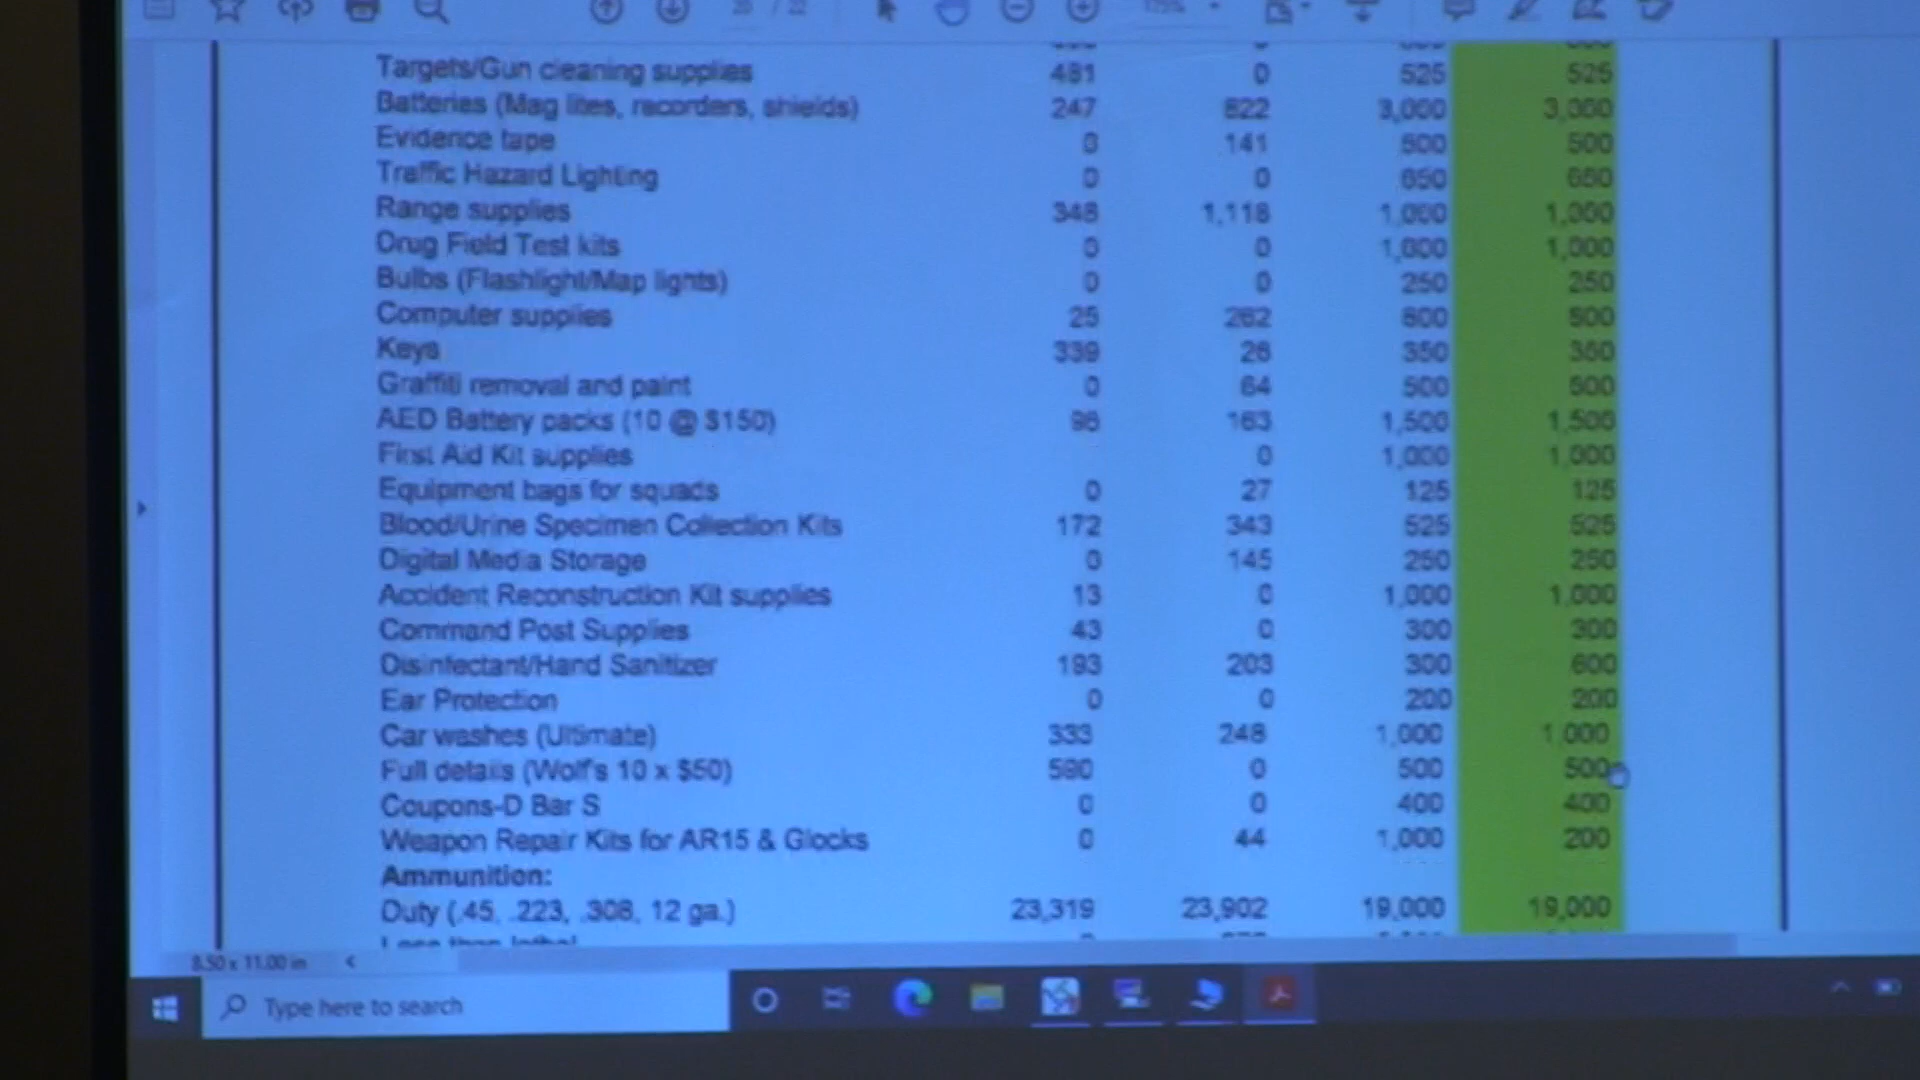 Targets/Gun cleaning supplies 481 0 525 525
Batteries (Mag lites, recorders, shields) 247 822 3,000 3,000
Evidence tape 0 141 500 500
Traffic Hazard Lighting 0 0 650 650
Range supplies 348 1,118 1,000 1,000
Drug Field Test kits 0 0 1,000 1,000
Bulbs (Flashlight/Map lights) 0 0 250 250
Computer supplies 25 262 800 800
Keys 339 26 350 350
Graffiti removal and paint 0 64 500 500
AED Battery packs (10 @ $150) 96 163 1,500 1,500
First Aid Kit supplies 0 1,000 1,000
Equipment bags for squads 0 27 125 125
Blood/Urine Specimen Collection Kits 172 343 525 525
Digital Media Storage 0 145 250 250
Accident Reconstruction Kit supplies 13 0 1,000 1,000
Command Post Supplies 43 0 300 300
Disinfectant/Hand Sanitizer 193 203 300 600
Ear Protection 0 0 200 200
Car washes (Ultimate) 333 248 1,000 1,000
Full details (Wolf's 10 x $50) 590 0 500 500
Coupons-D Bar S 0 0 400 400
Weapon Repair Kits for AR15 & Glocks 0 44 1,000 200
Ammunition:
Duty (.45, .223, .308, 12 ga.) 23,319 23,902 19,000 19,000
8.50 x 11.00 in
Type here to search